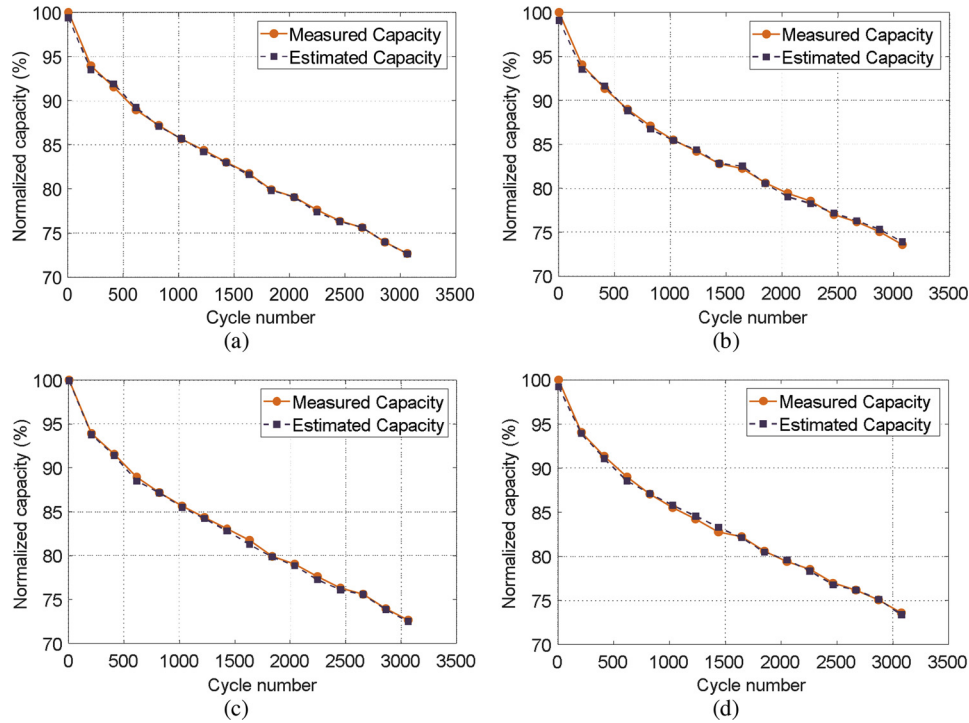 100
95
90
85
80
75
70
Normalized capacity (%)
Measured Capacity
Estimated Capacity
0 500 1000 1500 2000 2500 3000 3500
Cycle number
(a)
100
95
90
85
80
75
70
Normalized capacity (%)
Measured Capacity
Estimated Capacity
0 500 1000 1500 2000 2500 3000 3500
Cycle number
(b)
100
95
90
85
80
75
70
Normalized capacity (%)
Measured Capacity
Estimated Capacity
0 500 1000 1500 2000 2500 3000 3500
Cycle number
(c)
100
95
90
85
80
75
70
Normalized capacity (%)
Measured Capacity
Estimated Capacity
0 500 1000 1500 2000 2500 3000 3500
Cycle number
(d)